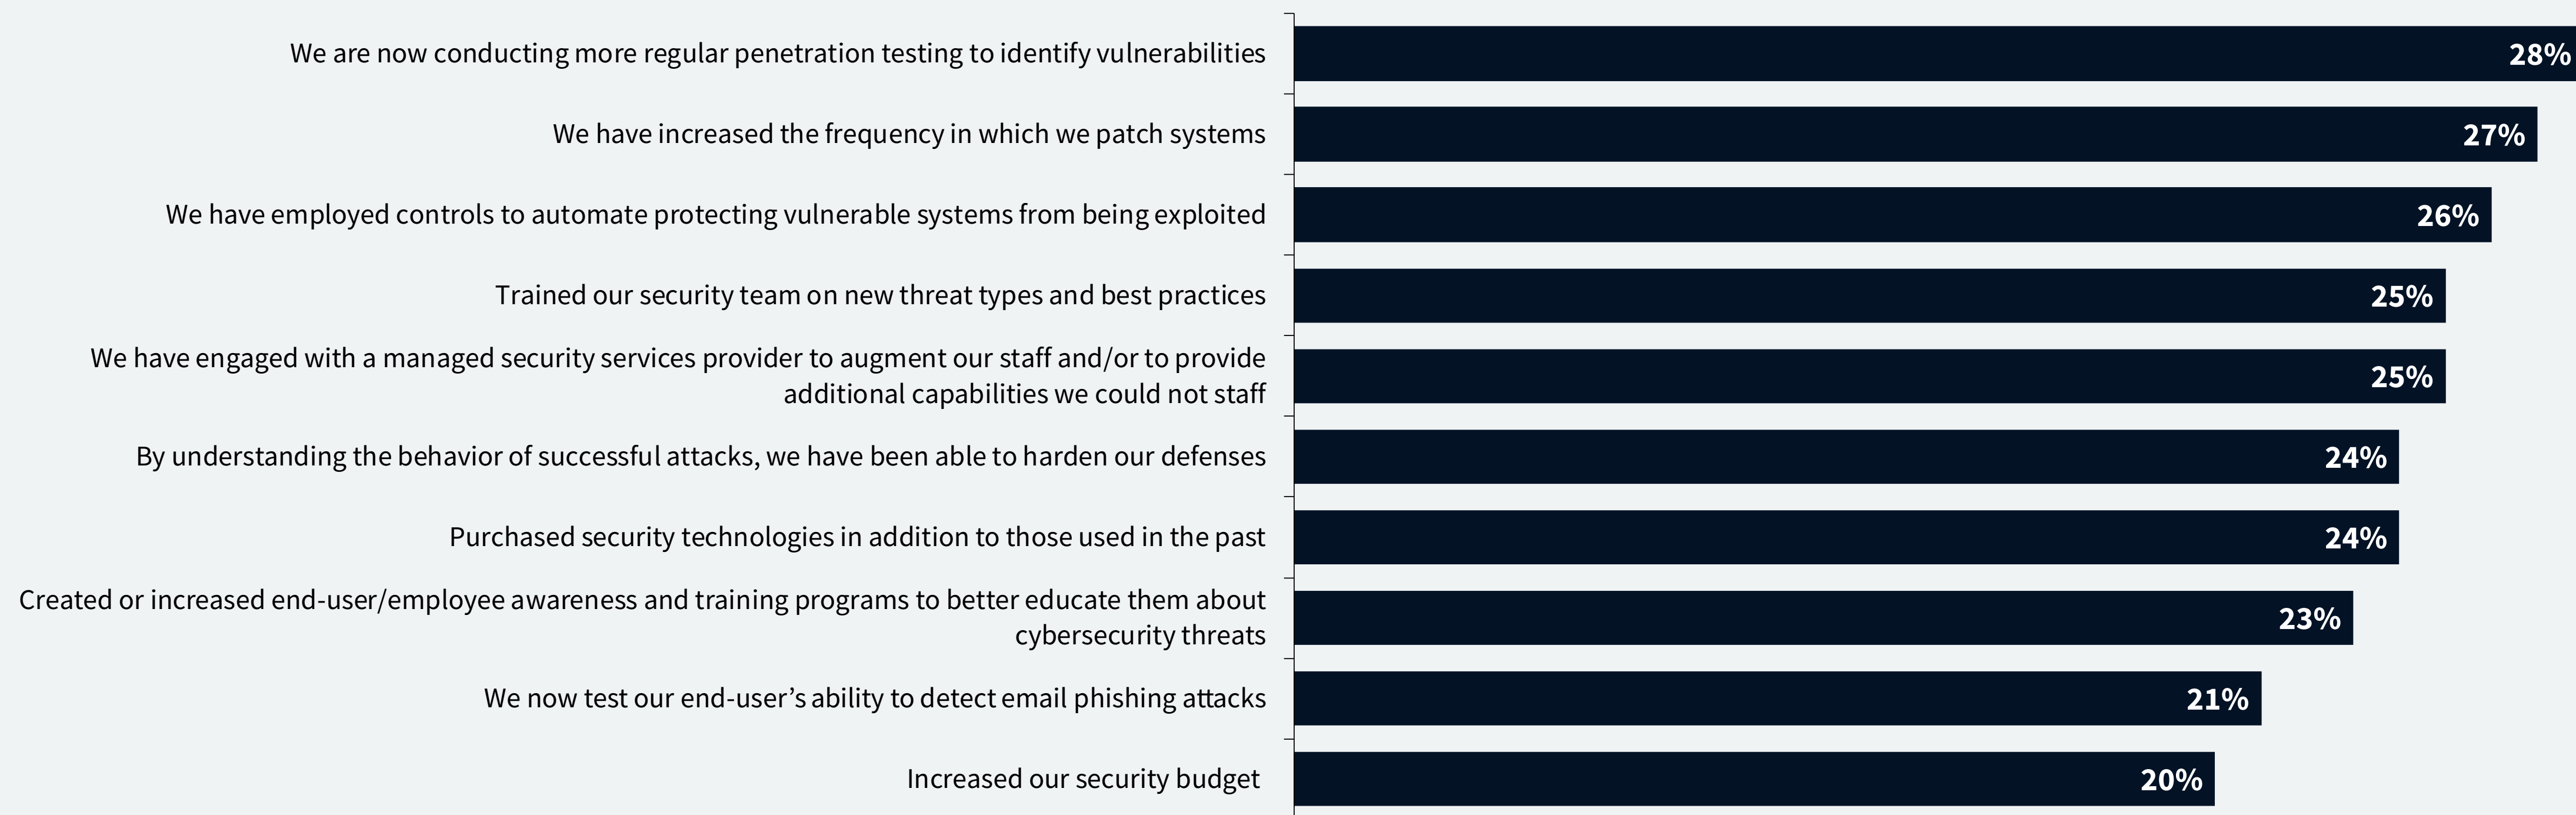 We are now conducting more regular penetration testing to identify vulnerabilities 28%
We have increased the frequency in which we patch systems 27%
We have employed controls to automate protecting vulnerable systems from being exploited 26%
Trained our security team on new threat types and best practices 25%
We have engaged with a managed security services provider to augment our staff and/or to provide
additional capabilities we could not staff 25%
By understanding the behavior of successful attacks, we have been able to harden our defenses 24%
Purchased security technologies in addition to those used in the past 24%
Created or increased end-user/employee awareness and training programs to better educate them about
cybersecurity threats 23%
We now test our end-user’s ability to detect email phishing attacks 21%
Increased our security budget 20%